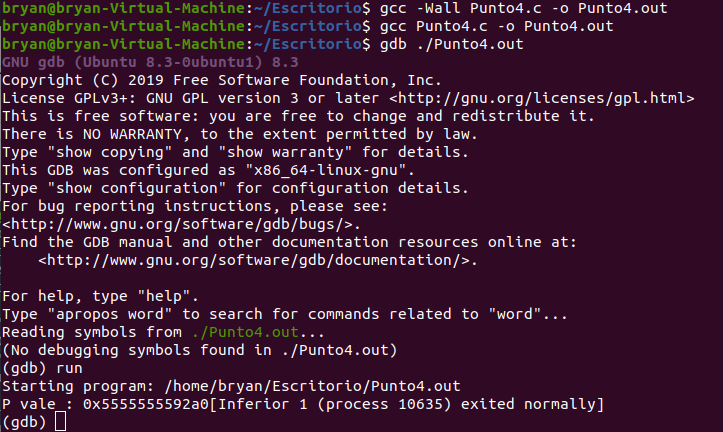 bryan@bryan-Virtual-Machine:~/Escritorio$ gcc -Wall Punto4.c -o Punto4.out
bryan@bryan-Virtual-Machine:~/Escritorio$ gcc Punto4.c -o Punto4.out
bryan@bryan-Virtual-Machine:~/Escritorio$ gdb ./Punto4.out
GNU gdb (Ubuntu 8.3-0ubuntu1) 8.3
Copyright (C) 2019 Free Software Foundation, Inc.
License GPLv3+: GNU GPL version 3 or later <http://gnu.org/licenses/gpl.html>
This is free software: you are free to change and redistribute it.
There is NO WARRANTY, to the extent permitted by law.
Type "show copying" and "show warranty" for details.
This GDB was configured as "x86_64-linux-gnu".
Type "show configuration" for configuration details.
For bug reporting instructions, please see:
<http://www.gnu.org/software/gdb/bugs/>.
Find the GDB manual and other documentation resources online at:
    <http://www.gnu.org/software/gdb/documentation/>.

For help, type "help".
Type "apropos word" to search for commands related to "word"...
Reading symbols from ./Punto4.out...
(No debugging symbols found in ./Punto4.out)
(gdb) run
Starting program: /home/bryan/Escritorio/Punto4.out
P vale : 0x5555555592a0[Inferior 1 (process 10635) exited normally]
(gdb)